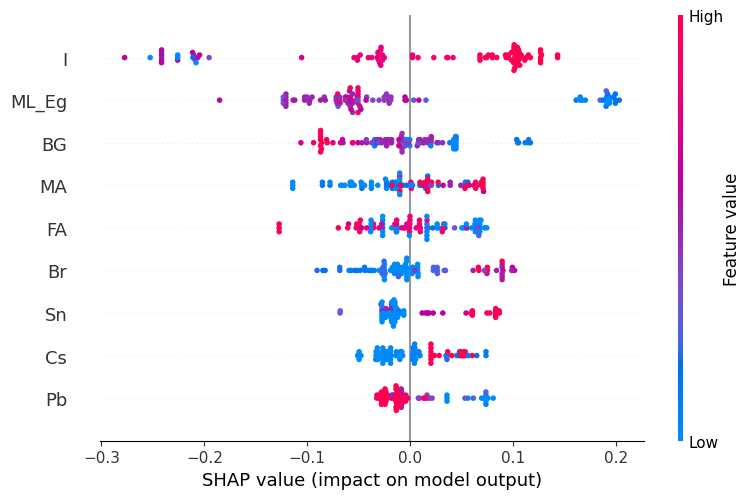 High
I
ML_Eg
BG
MA
FA
Br
Sn
Cs
Pb
Feature value
Low
−0.3 −0.2 −0.1 0.0 0.1 0.2
SHAP value (impact on model output)